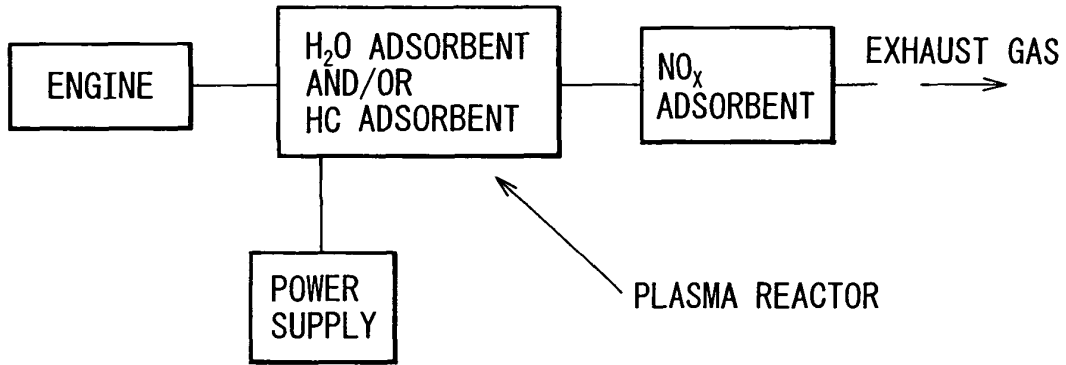 ENGINE
H₂O ADSORBENT
AND/OR
HC ADSORBENT
NOₓ
ADSORBENT
EXHAUST GAS
POWER
SUPPLY
PLASMA REACTOR